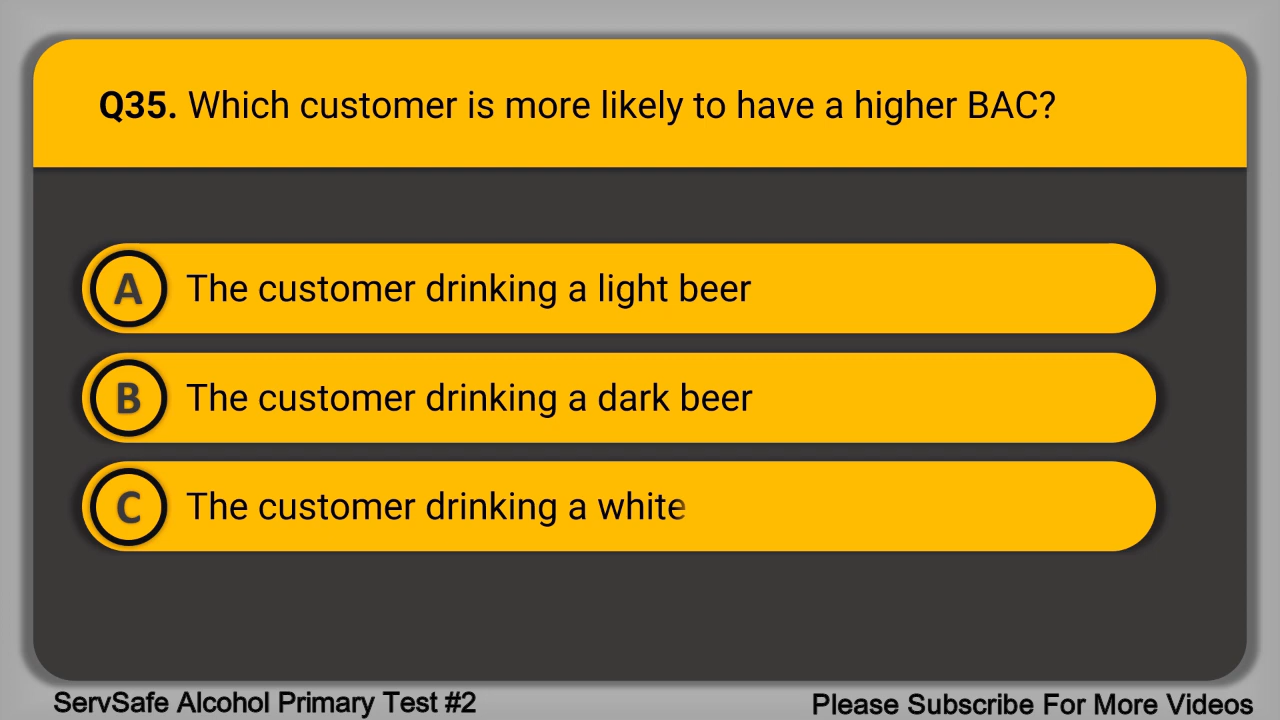 Q35. Which customer is more likely to have a higher BAC?
A The customer drinking a light beer
B The customer drinking a dark beer
C The customer drinking a white
ServSafe Alcohol Primary Test #2
Please Subscribe For More Videos